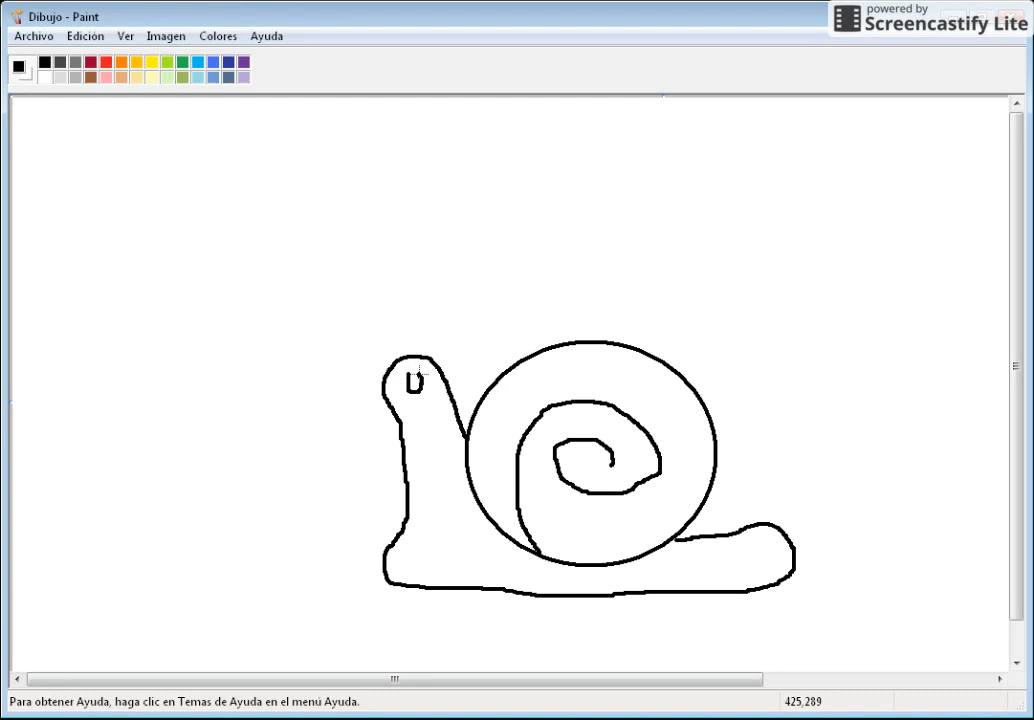 Dibujo - Paint
powered by
Screencastify Lite
Archivo Edición Ver Imagen Colores Ayuda
Para obtener Ayuda, haga clic en Temas de Ayuda en el menú Ayuda.
425,289